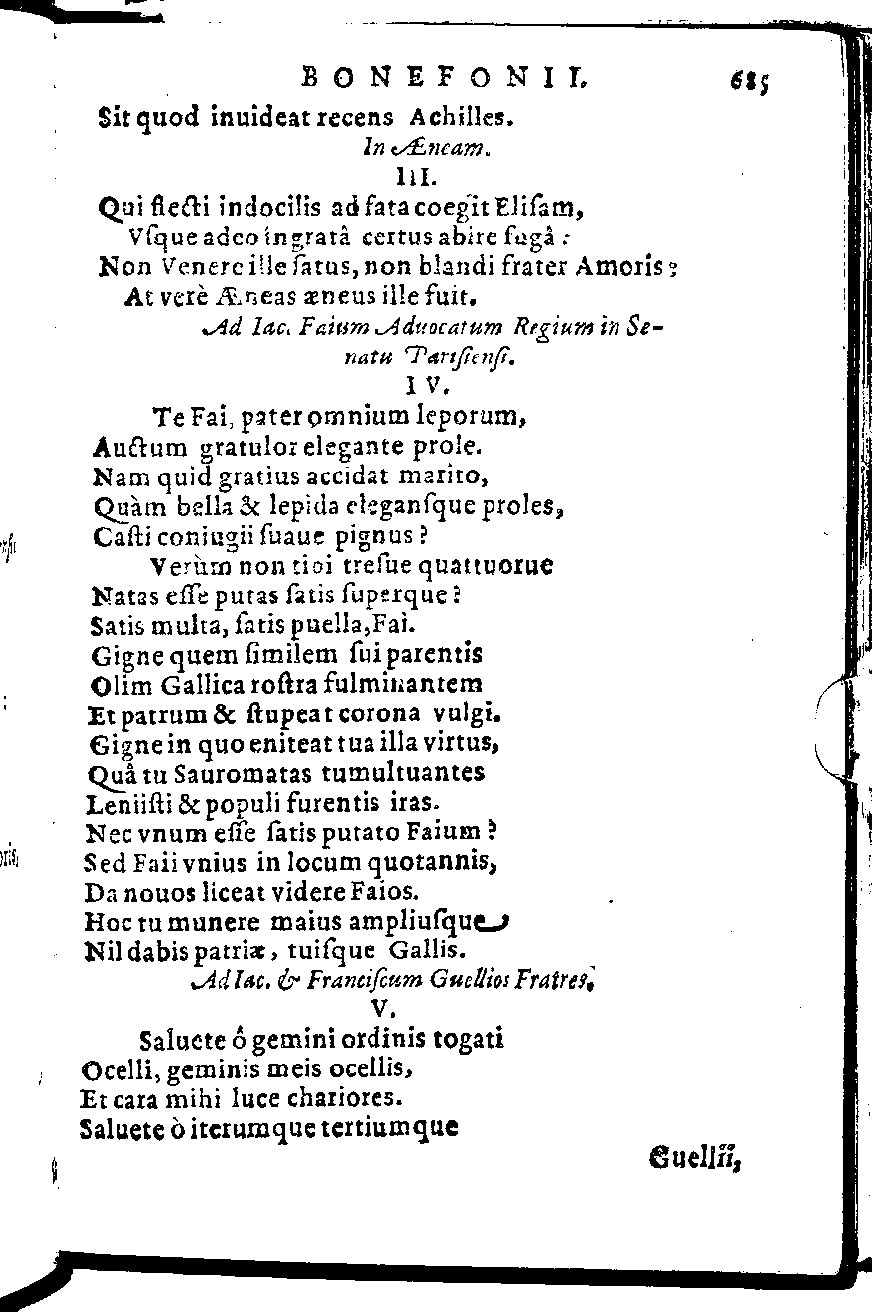 BONEFONII. 685
Sit quod inuideat recens Achilles.
In Æneam.
III.
Qui flecti indocilis ad fata coegit Elisam,
Vſque adeo ingratâ certus abire fugâ :
Non Venere ille ſatus, non blandi frater Amoris ?
At verè Æneas æneus ille fuit.
Ad Iac. Faium Aduocatum Regium in Se-
natu Pariſienſi.
IV.
Te Fai, pater omnium leporum,
Auctum gratulor elegante prole.
Nam quid gratius accidat marito,
Quàm bella & lepida eleganſque proles,
Caſti coniugii ſuaue pignus ?
Verùm non tibi treſue quattuorue
Natas eſſe putas ſatis ſuperque ?
Satis multa, ſatis puella, Fai.
Gigne quem ſimilem ſui parentis
Olim Gallica roſtra fulminantem
Et patrum & ſtupeat corona vulgi.
Gigne in quo eniteat tua illa virtus,
Quâ tu Sauromatas tumultuantes
Leniiſti & populi furentis iras.
Nec vnum eſſe ſatis putato Faium ?
Sed Faii vnius in locum quotannis,
Da nouos liceat videre Faios.
Hoc tu munere maius ampliuſque
Nil dabis patriæ, tuiſque Gallis.
Ad Iac. & Franciſcum Guellios Fratres.
V.
Saluete ô gemini ordinis togati
Ocelli, geminis meis ocellis,
Et cara mihi luce chariores.
Saluete ò iterumque tertiumque
Guellii,